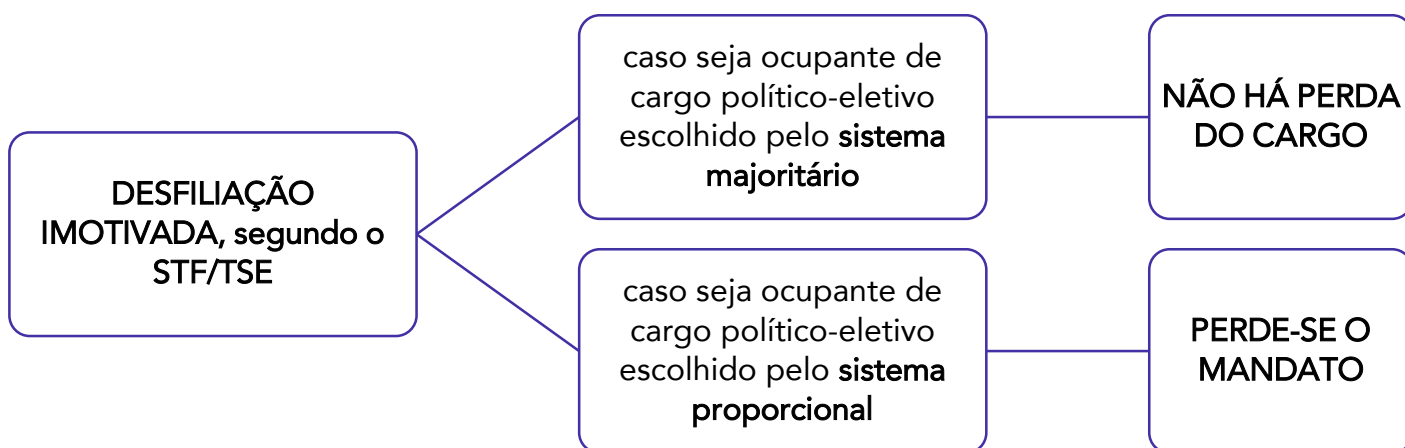 DESFILIAÇÃO
IMOTIVADA, segundo o
STF/TSE
caso seja ocupante de
cargo político-eletivo
escolhido pelo sistema
majoritário
NÃO HÁ PERDA
DO CARGO
caso seja ocupante de
cargo político-eletivo
escolhido pelo sistema
proporcional
PERDE-SE O
MANDATO